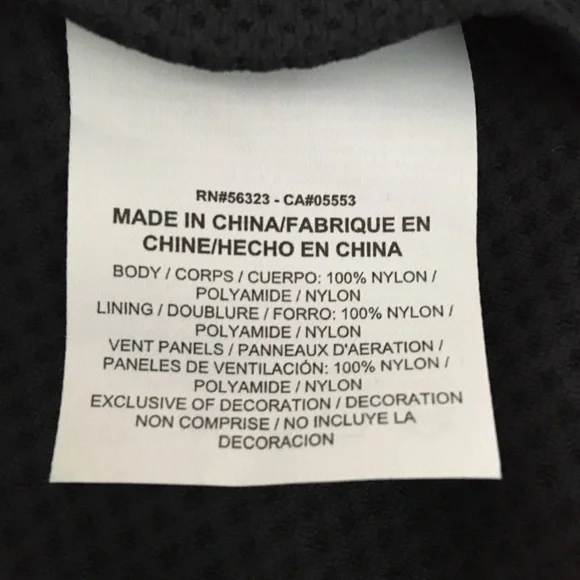 RN#56323 - CA#05553
MADE IN CHINA/FABRIQUE EN
CHINE/HECHO EN CHINA
BODY / CORPS / CUERPO: 100% NYLON /
POLYAMIDE / NYLON
LINING / DOUBLURE / FORRO: 100% NYLON /
POLYAMIDE / NYLON
VENT PANELS / PANNEAUX D'AERATION /
PANELES DE VENTILACIÓN: 100% NYLON /
POLYAMIDE / NYLON
EXCLUSIVE OF DECORATION / DECORATION
NON COMPRISE / NO INCLUYE LA
DECORACION